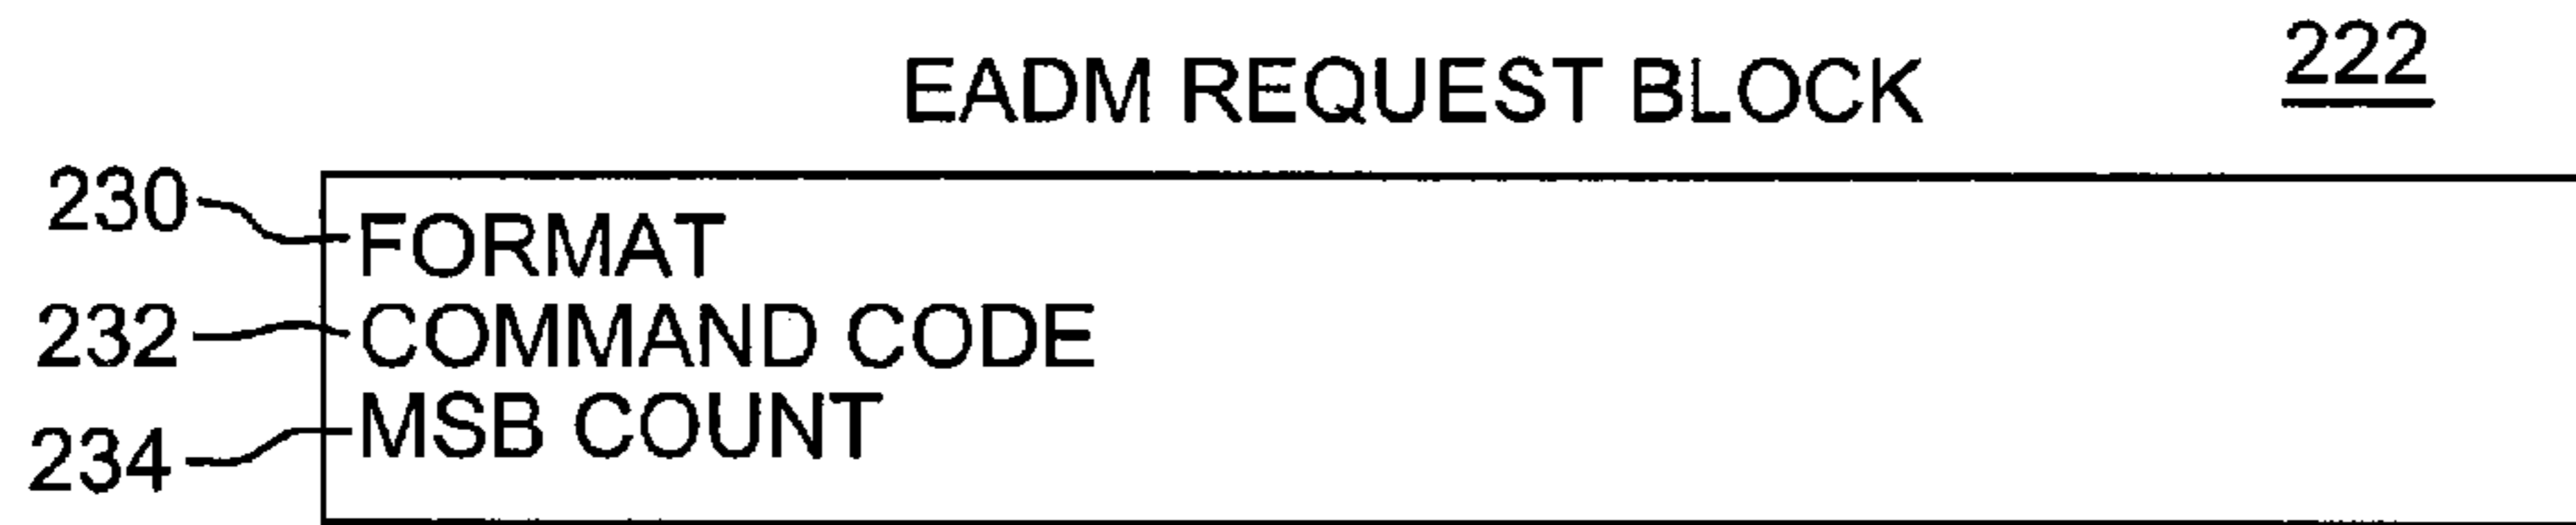 EADM REQUEST BLOCK 222
230 FORMAT
232 COMMAND CODE
234 MSB COUNT